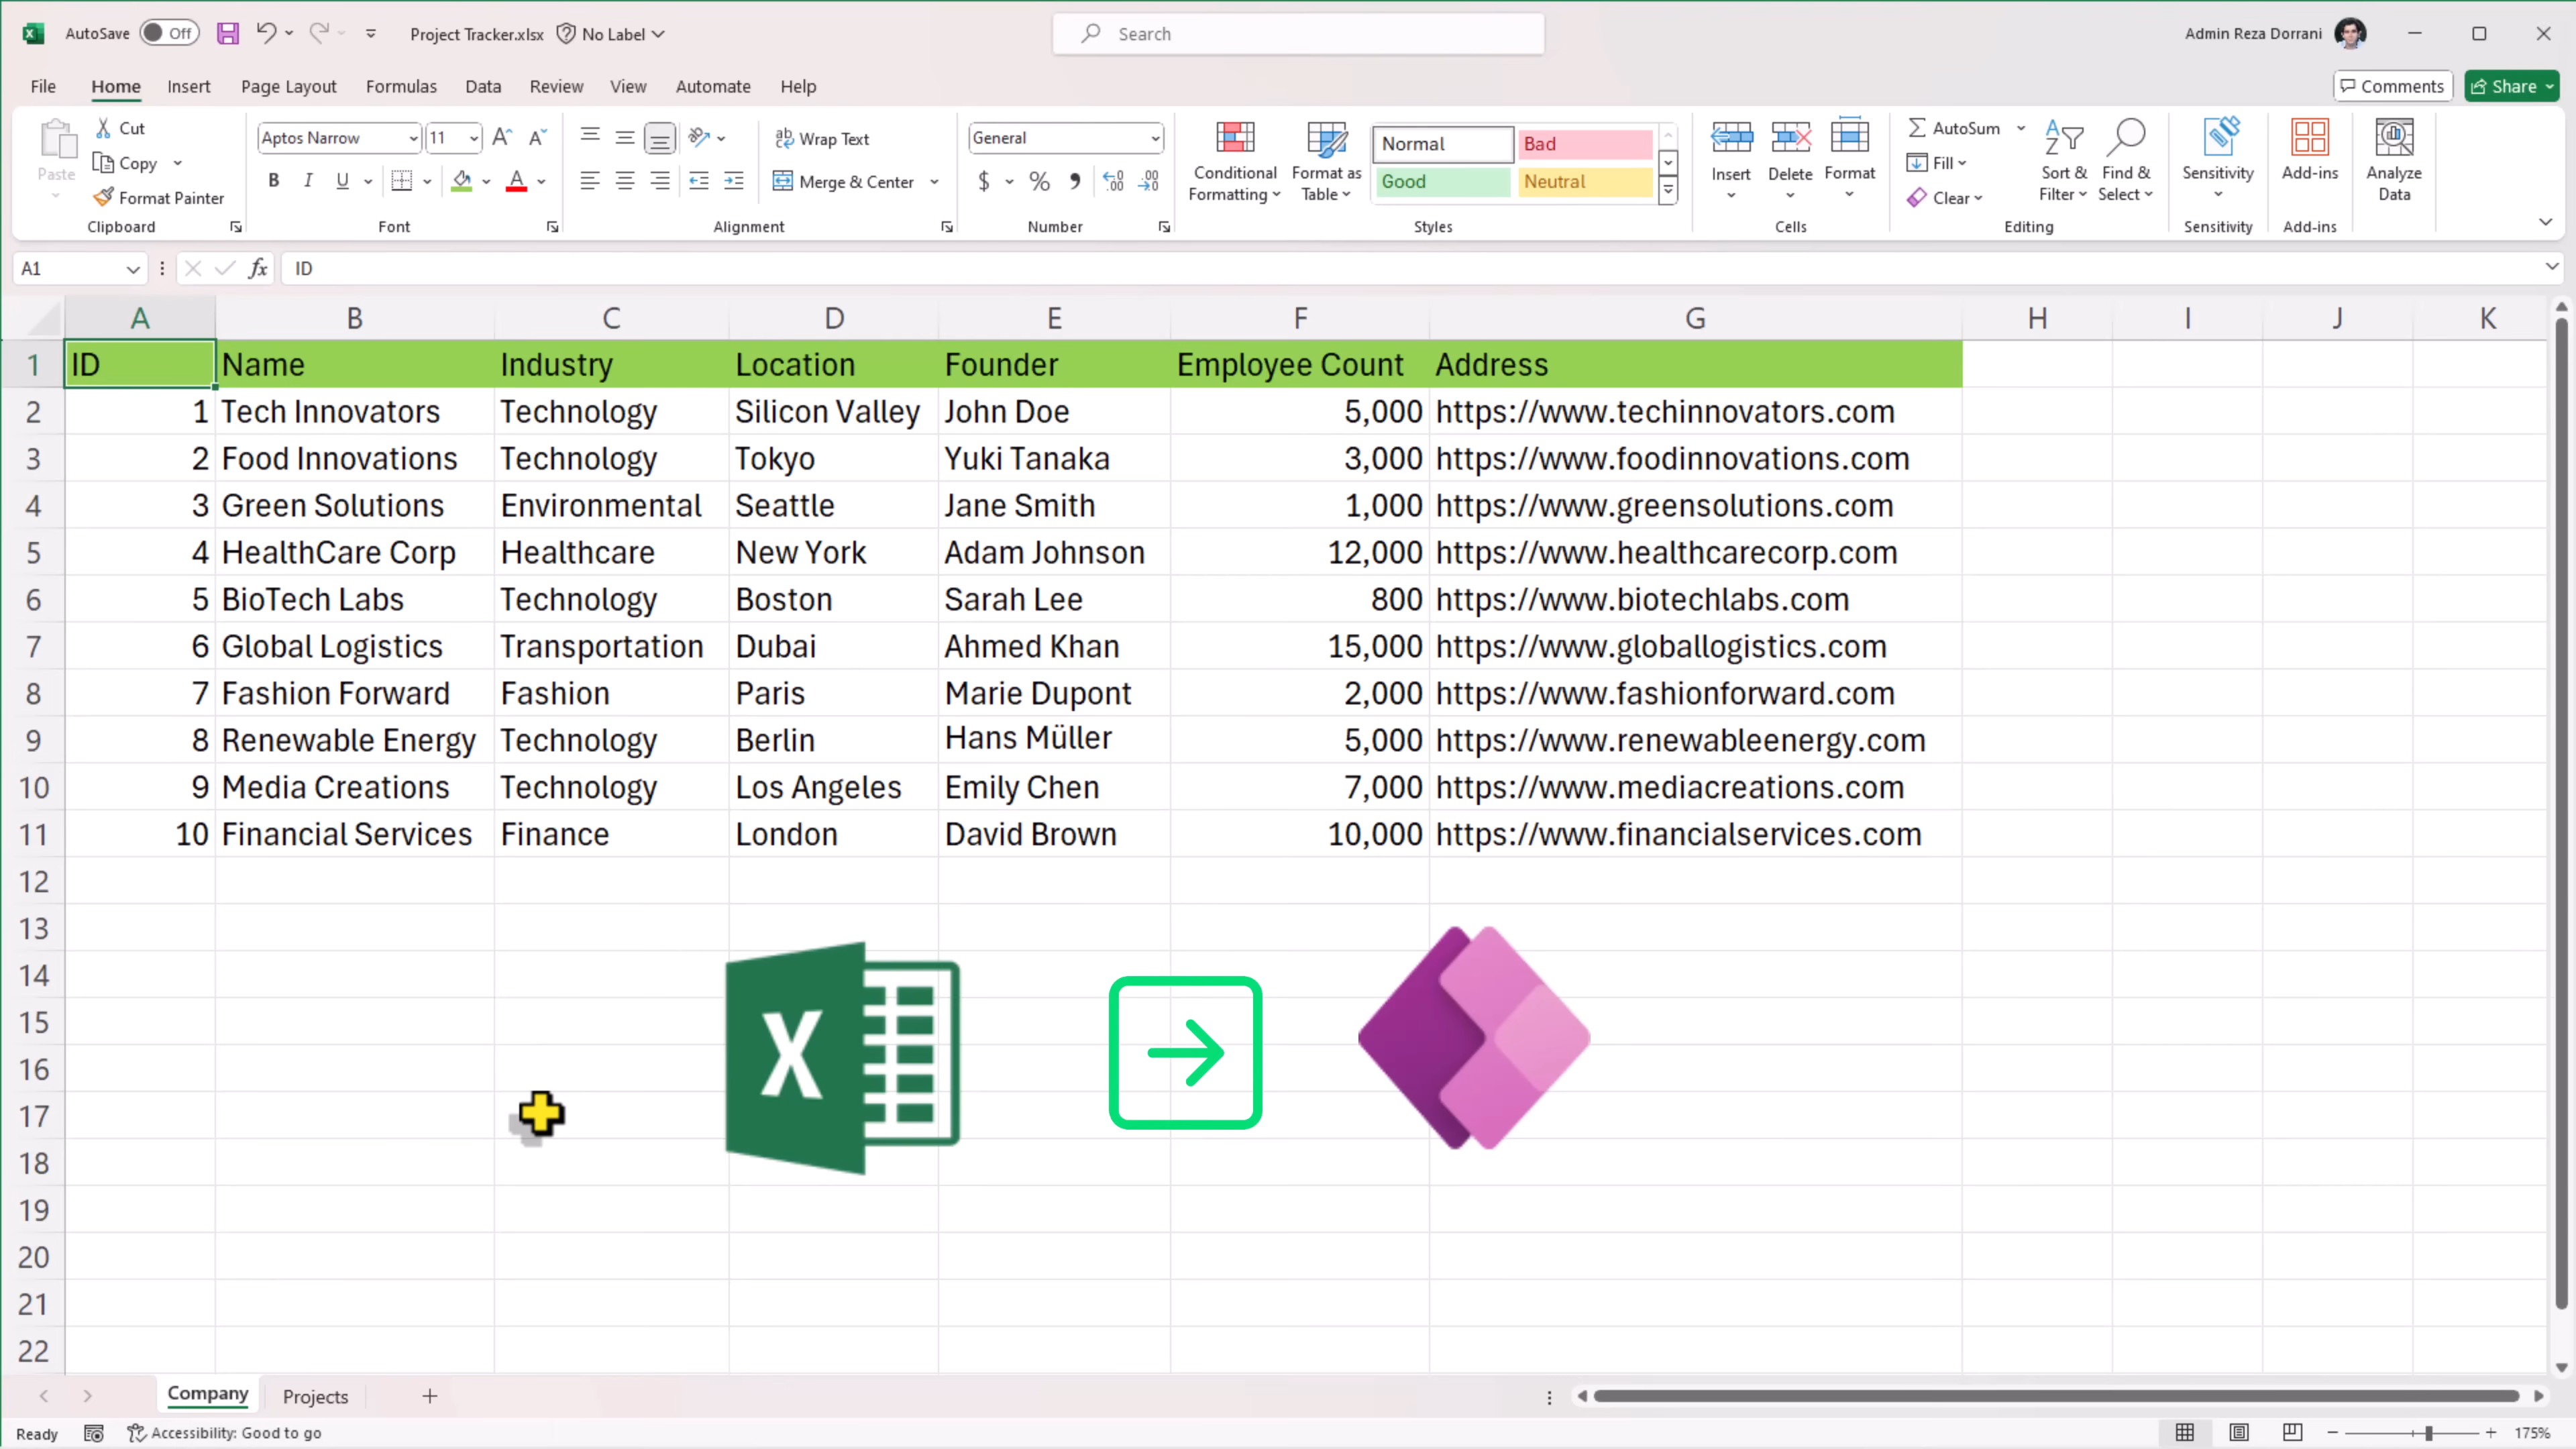 AutoSave Off Project Tracker.xlsx No Label Search Admin Reza Dorrani
File Home Insert Page Layout Formulas Data Review View Automate Help Comments Share
Paste Cut Copy Format Painter Clipboard
Aptos Narrow 11 A A B I U A Font
ab Wrap Text Merge & Center Alignment
General $ % 9 .00 .00 Number
Conditional Formatting Format as Table Normal Bad Good Neutral Styles
Insert Delete Format Cells
AutoSum Fill Clear Sort & Filter Find & Select Editing
Sensitivity Sensitivity
Add-ins Add-ins
Analyze Data
A1 fx ID
A B C D E F G H I J K
1 ID Name Industry Location Founder Employee Count Address
2 1 Tech Innovators Technology Silicon Valley John Doe 5,000 https://www.techinnovators.com
3 2 Food Innovations Technology Tokyo Yuki Tanaka 3,000 https://www.foodinnovations.com
4 3 Green Solutions Environmental Seattle Jane Smith 1,000 https://www.greensolutions.com
5 4 HealthCare Corp Healthcare New York Adam Johnson 12,000 https://www.healthcarecorp.com
6 5 BioTech Labs Technology Boston Sarah Lee 800 https://www.biotechlabs.com
7 6 Global Logistics Transportation Dubai Ahmed Khan 15,000 https://www.globallogistics.com
8 7 Fashion Forward Fashion Paris Marie Dupont 2,000 https://www.fashionforward.com
9 8 Renewable Energy Technology Berlin Hans Müller 5,000 https://www.renewableenergy.com
10 9 Media Creations Technology Los Angeles Emily Chen 7,000 https://www.mediacreations.com
11 10 Financial Services Finance London David Brown 10,000 https://www.financialservices.com
12
13
14
15
16
17
18
19
20
21
22
X
Company Projects
Ready Accessibility: Good to go 175%